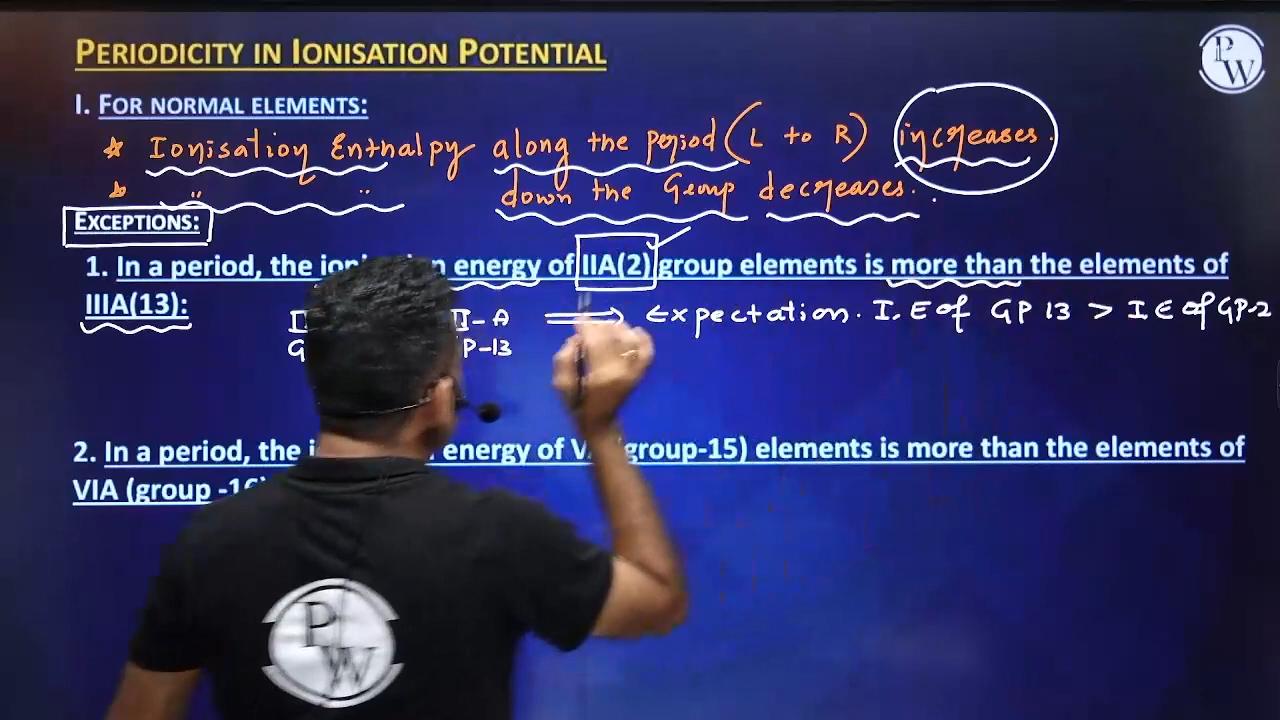 PERIODICITY IN IONISATION POTENTIAL
PW
I. FOR NORMAL ELEMENTS:
★ Ionisation Enthalpy along the period (L to R) increases.
★ " " down the Group decreases.
EXCEPTIONS:
1. In a period, the energy of IIA(2) group elements is more than the elements of
IIIA(13):
-A ⟹ Expectation. I.E of GP 13 > I E of GP-2
-13
2. In a period, the energy of (group-15) elements is more than the elements of
VIA (group
PW